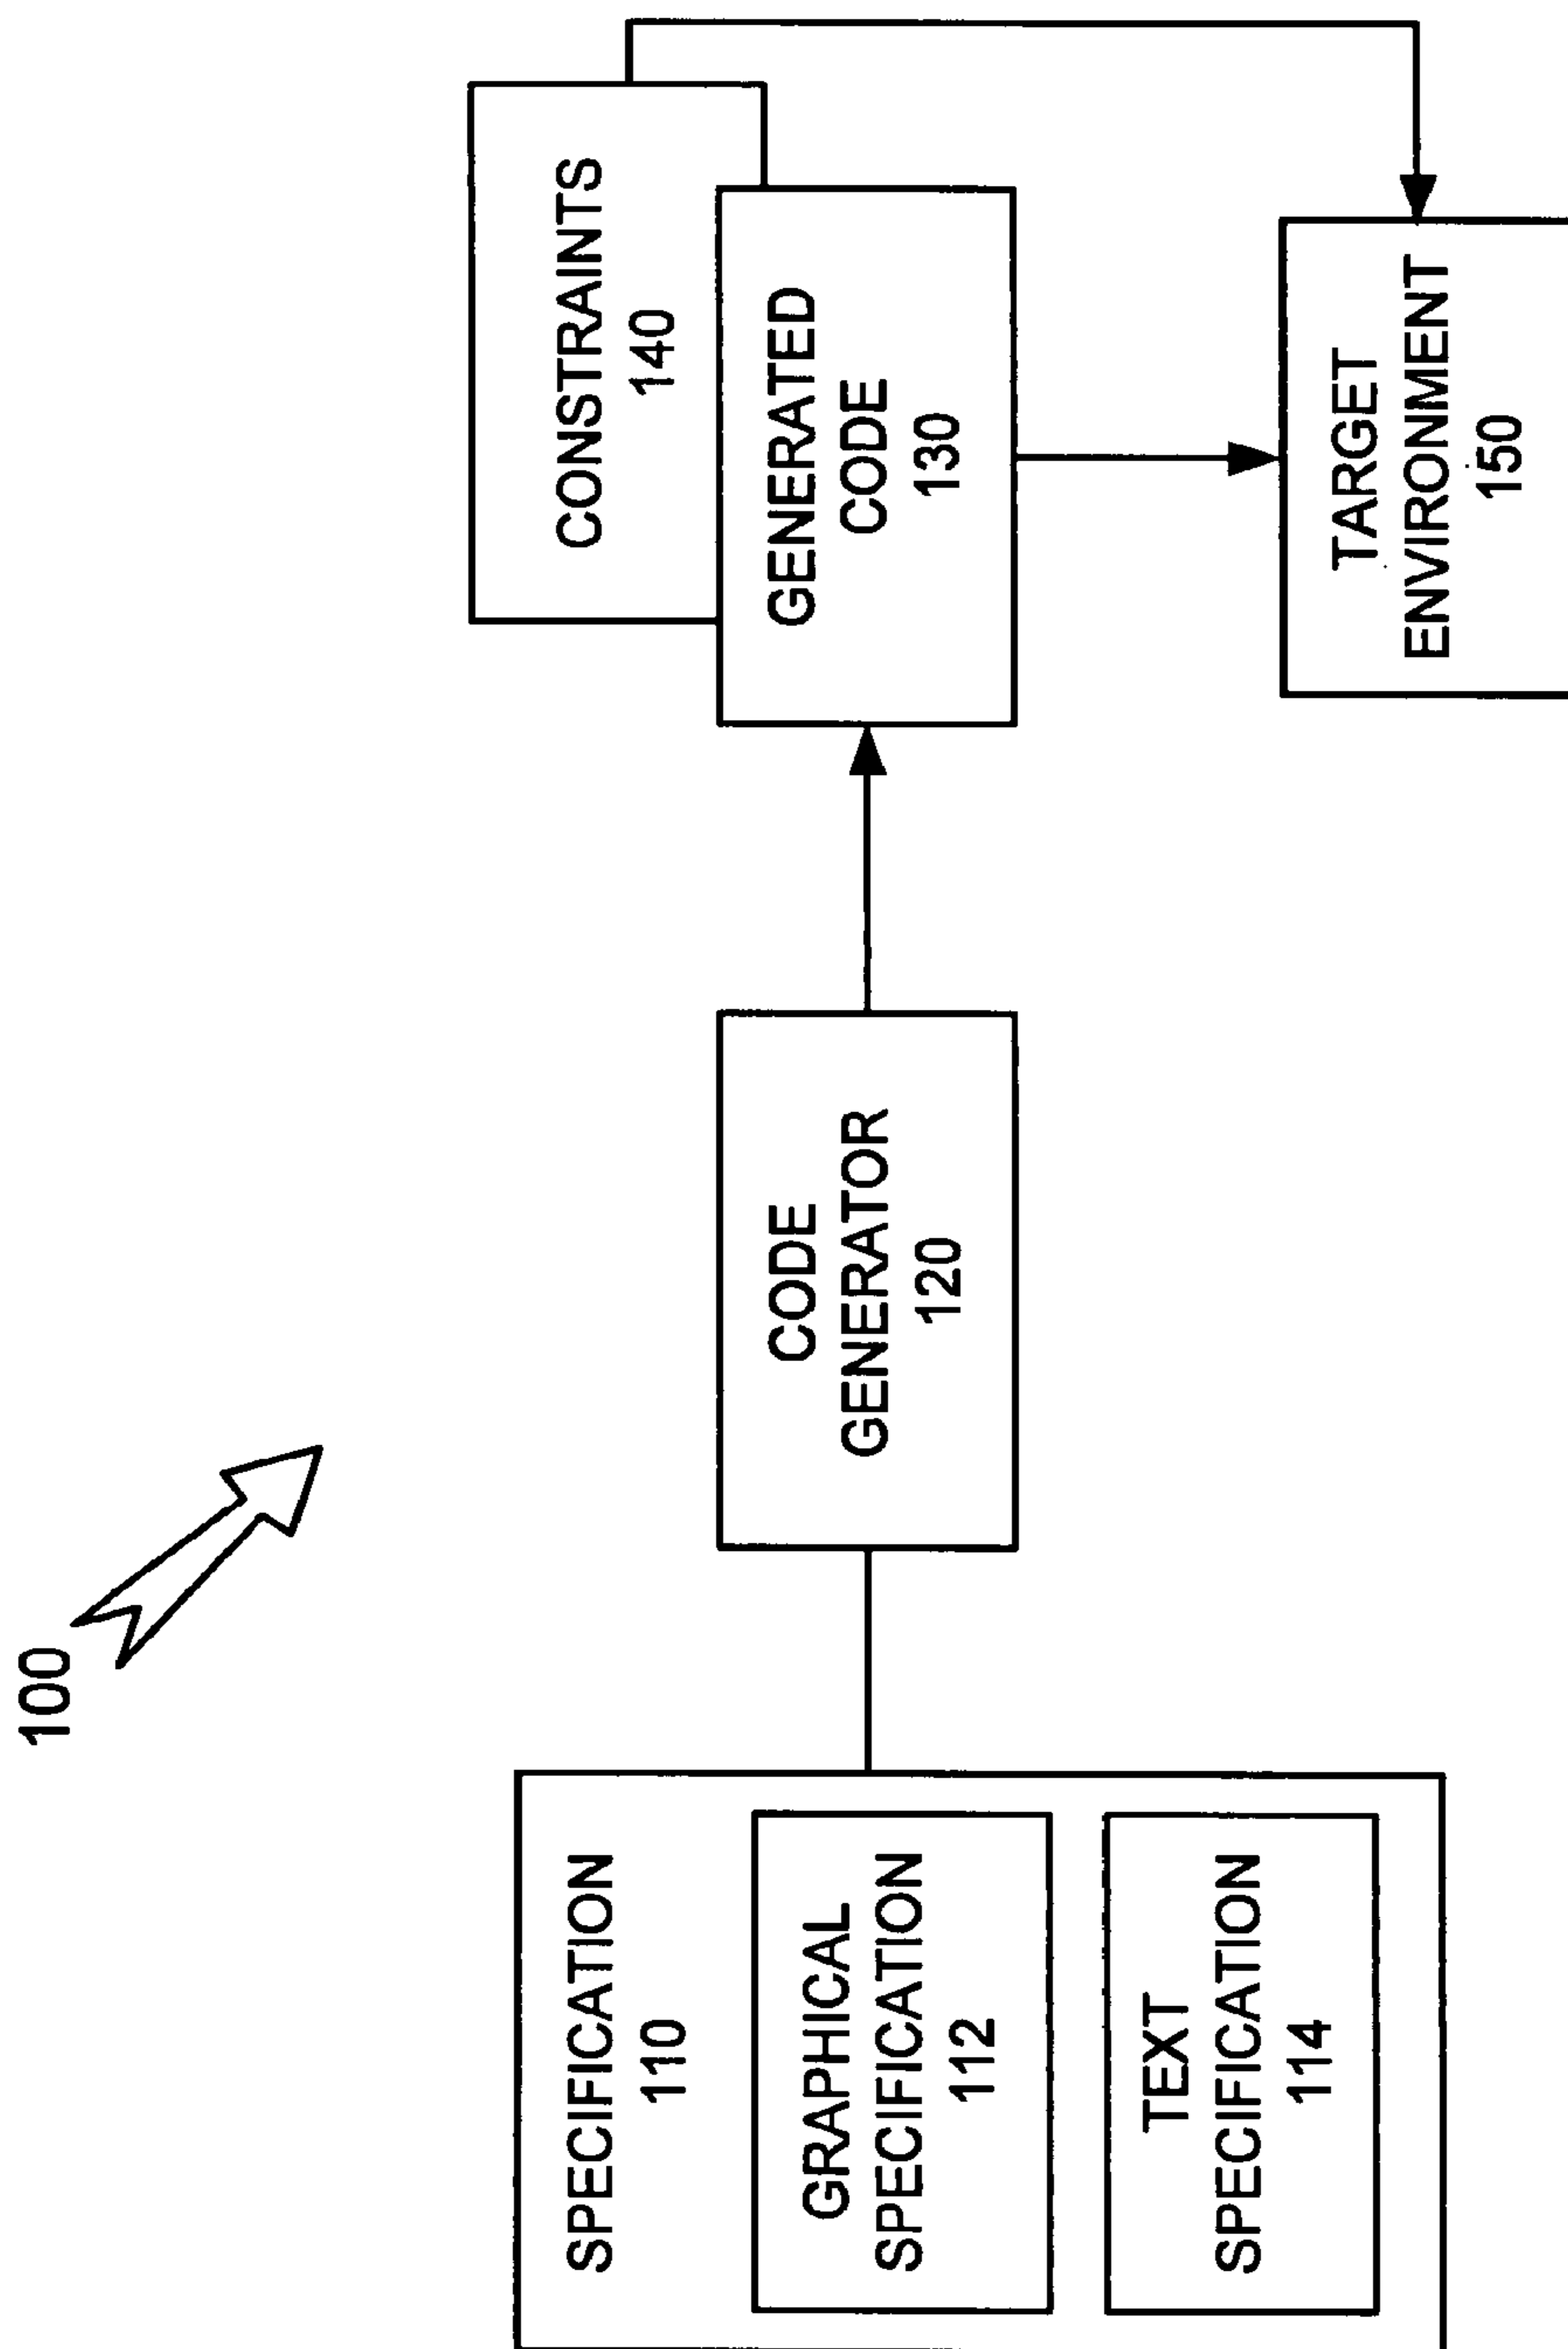 100
SPECIFICATION
110
GRAPHICAL
SPECIFICATION
112
TEXT
SPECIFICATION
114
CODE
GENERATOR
120
CONSTRAINTS
140
GENERATED
CODE
130
TARGET
ENVIRONMENT
150